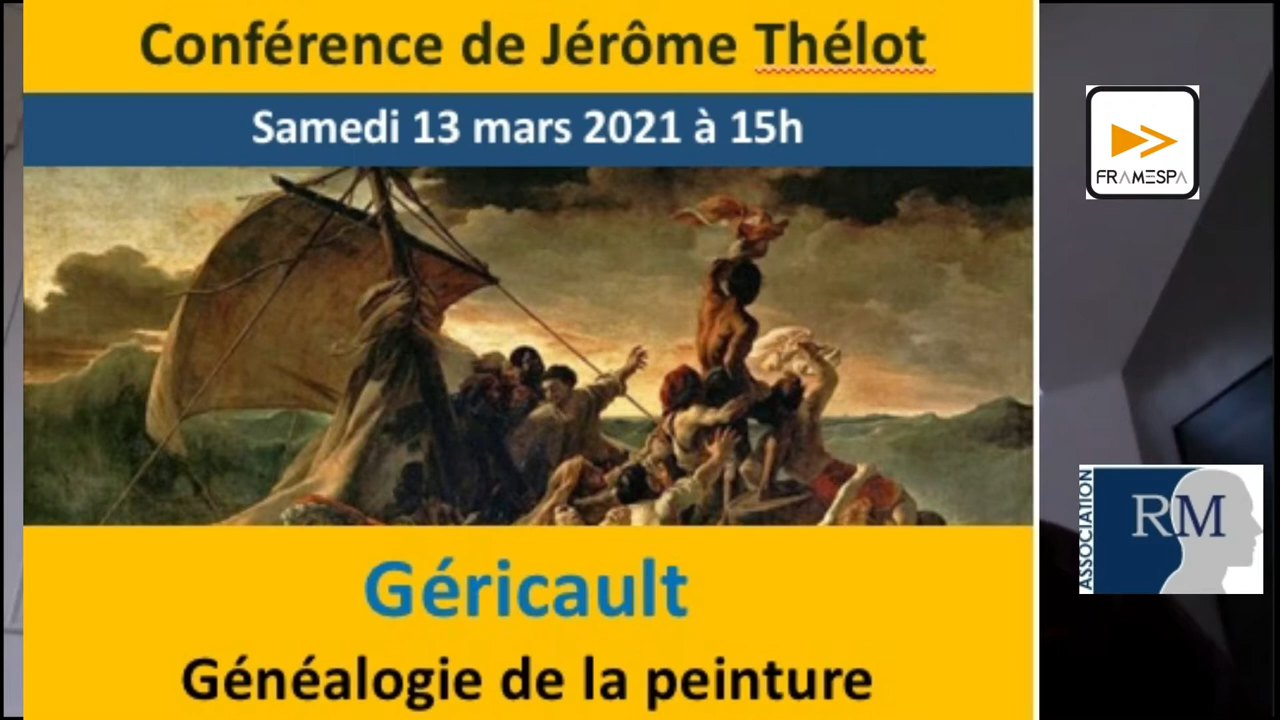 Conférence de Jérôme Thélot
Samedi 13 mars 2021 à 15h
FRAMESPA
ASSOCIATION
RM
Géricault
Généalogie de la peinture